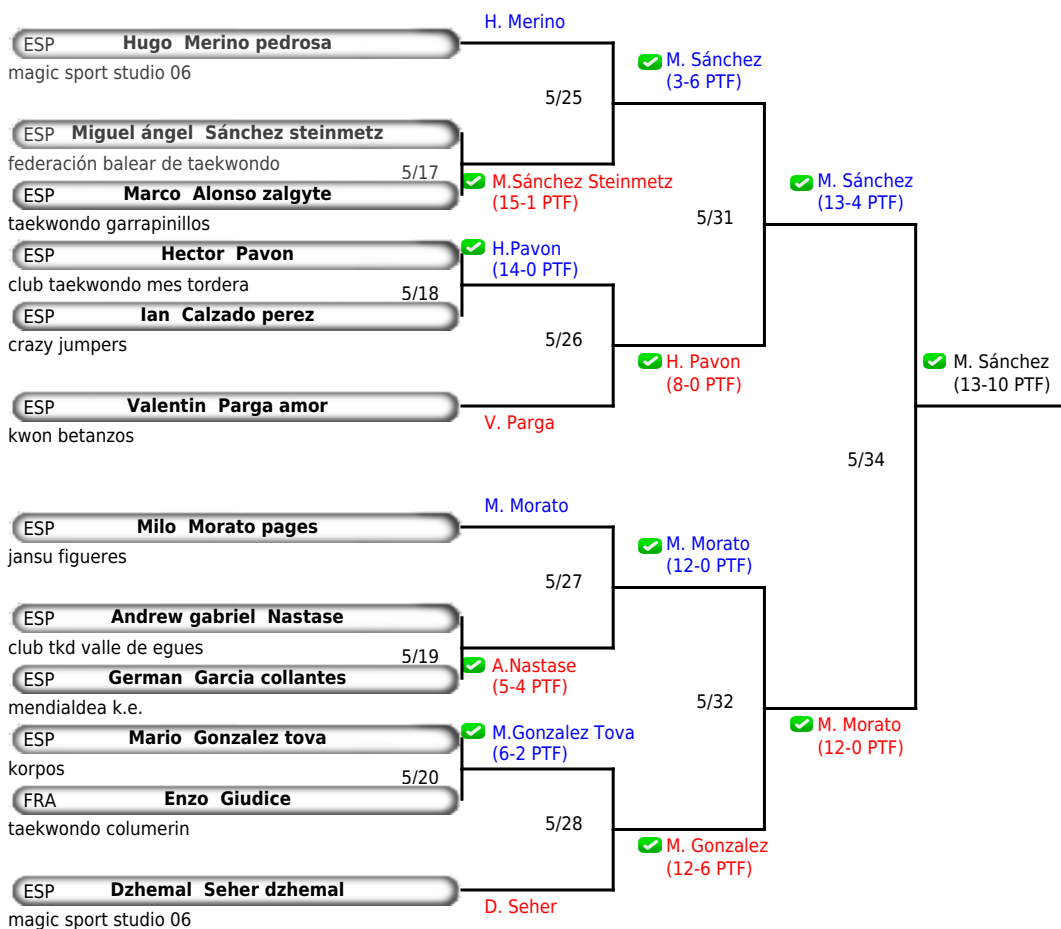 H. Merino
ESP Hugo Merino pedrosa
magic sport studio 06
M. Sánchez
(3-6 PTF)
5/25
ESP Miguel ángel Sánchez steinmetz
federación balear de taekwondo
5/17
M.Sánchez Steinmetz
(15-1 PTF)
ESP Marco Alonso zalgyte
taekwondo garrapinillos
M. Sánchez
(13-4 PTF)
5/31
ESP Hector Pavon
club taekwondo mes tordera
H.Pavon
(14-0 PTF)
5/18
ESP Ian Calzado perez
crazy jumpers
5/26
H. Pavon
(8-0 PTF)
M. Sánchez
(13-10 PTF)
ESP Valentin Parga amor
kwon betanzos
V. Parga
5/34
M. Morato
ESP Milo Morato pages
jansu figueres
M. Morato
(12-0 PTF)
5/27
ESP Andrew gabriel Nastase
club tkd valle de egues
5/19
A.Nastase
(5-4 PTF)
ESP German Garcia collantes
mendialdea k.e.
5/32
M. Morato
(12-0 PTF)
ESP Mario Gonzalez tova
korpos
M.Gonzalez Tova
(6-2 PTF)
5/20
FRA Enzo Giudice
taekwondo columerin
5/28
M. Gonzalez
(12-6 PTF)
ESP Dzhemal Seher dzhemal
magic sport studio 06
D. Seher